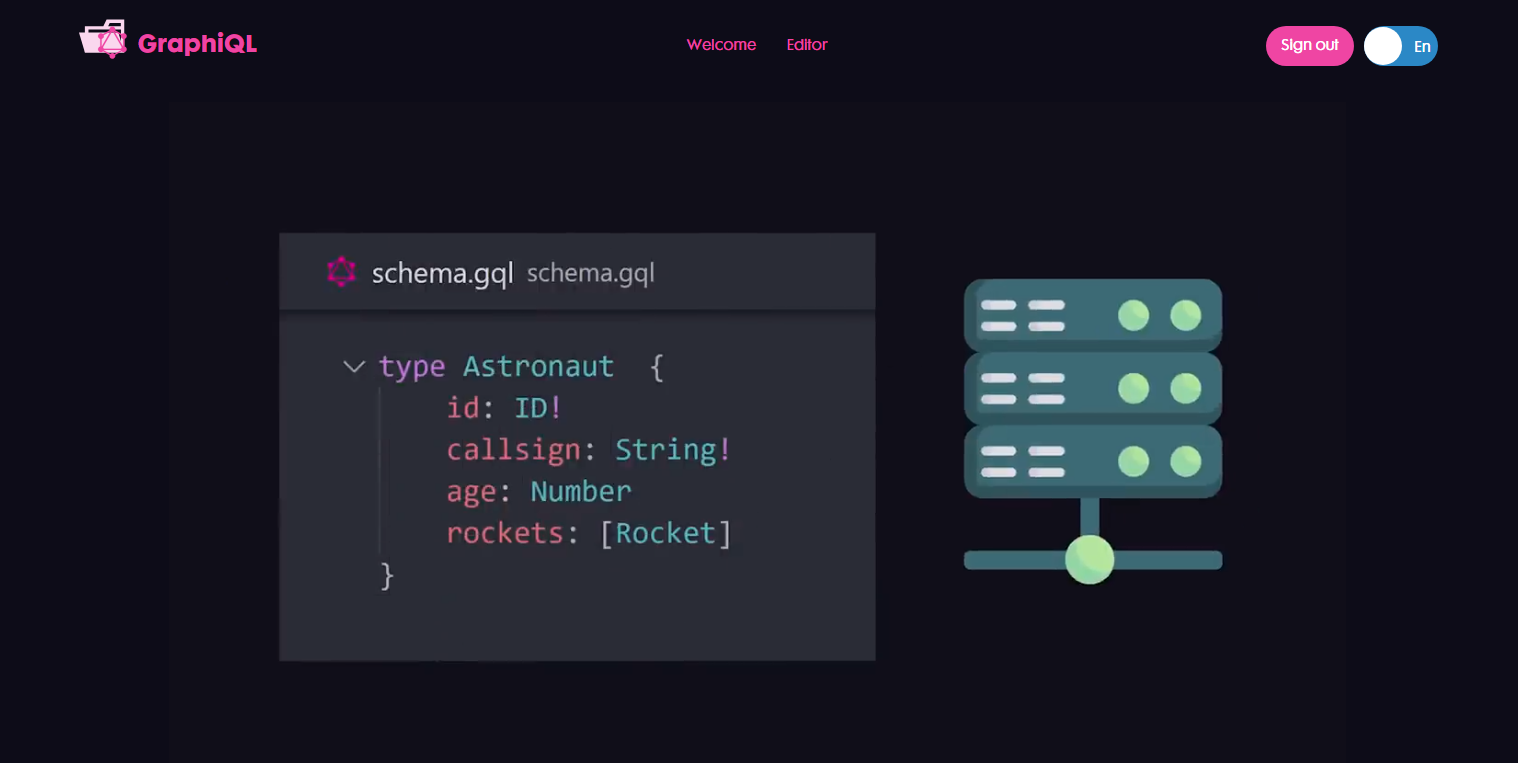 GraphiQL
Welcome Editor
Sign out
En
schema.gql schema.gql
type Astronaut {
id: ID!
callsign: String!
age: Number
rockets: [Rocket]
}